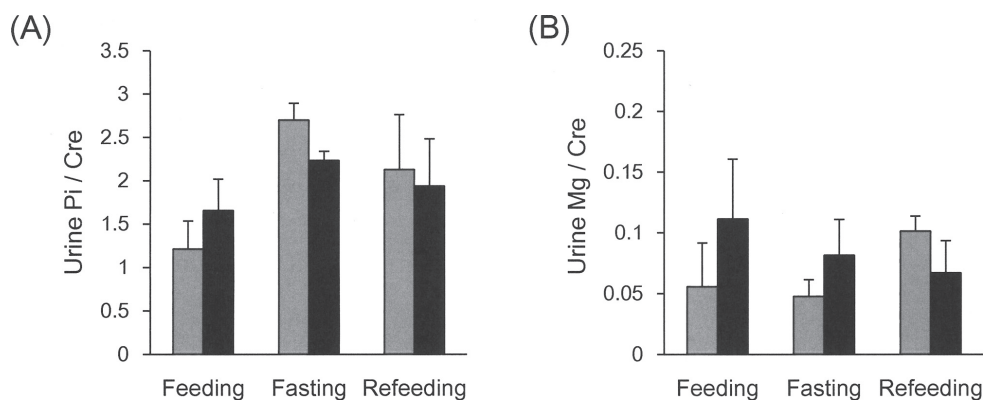 (A)
Urine Pi / Cre
3.5
3
2.5
2
1.5
1
0.5
0
Feeding Fasting Refeeding
(B)
Urine Mg / Cre
0.25
0.2
0.15
0.1
0.05
0
Feeding Fasting Refeeding